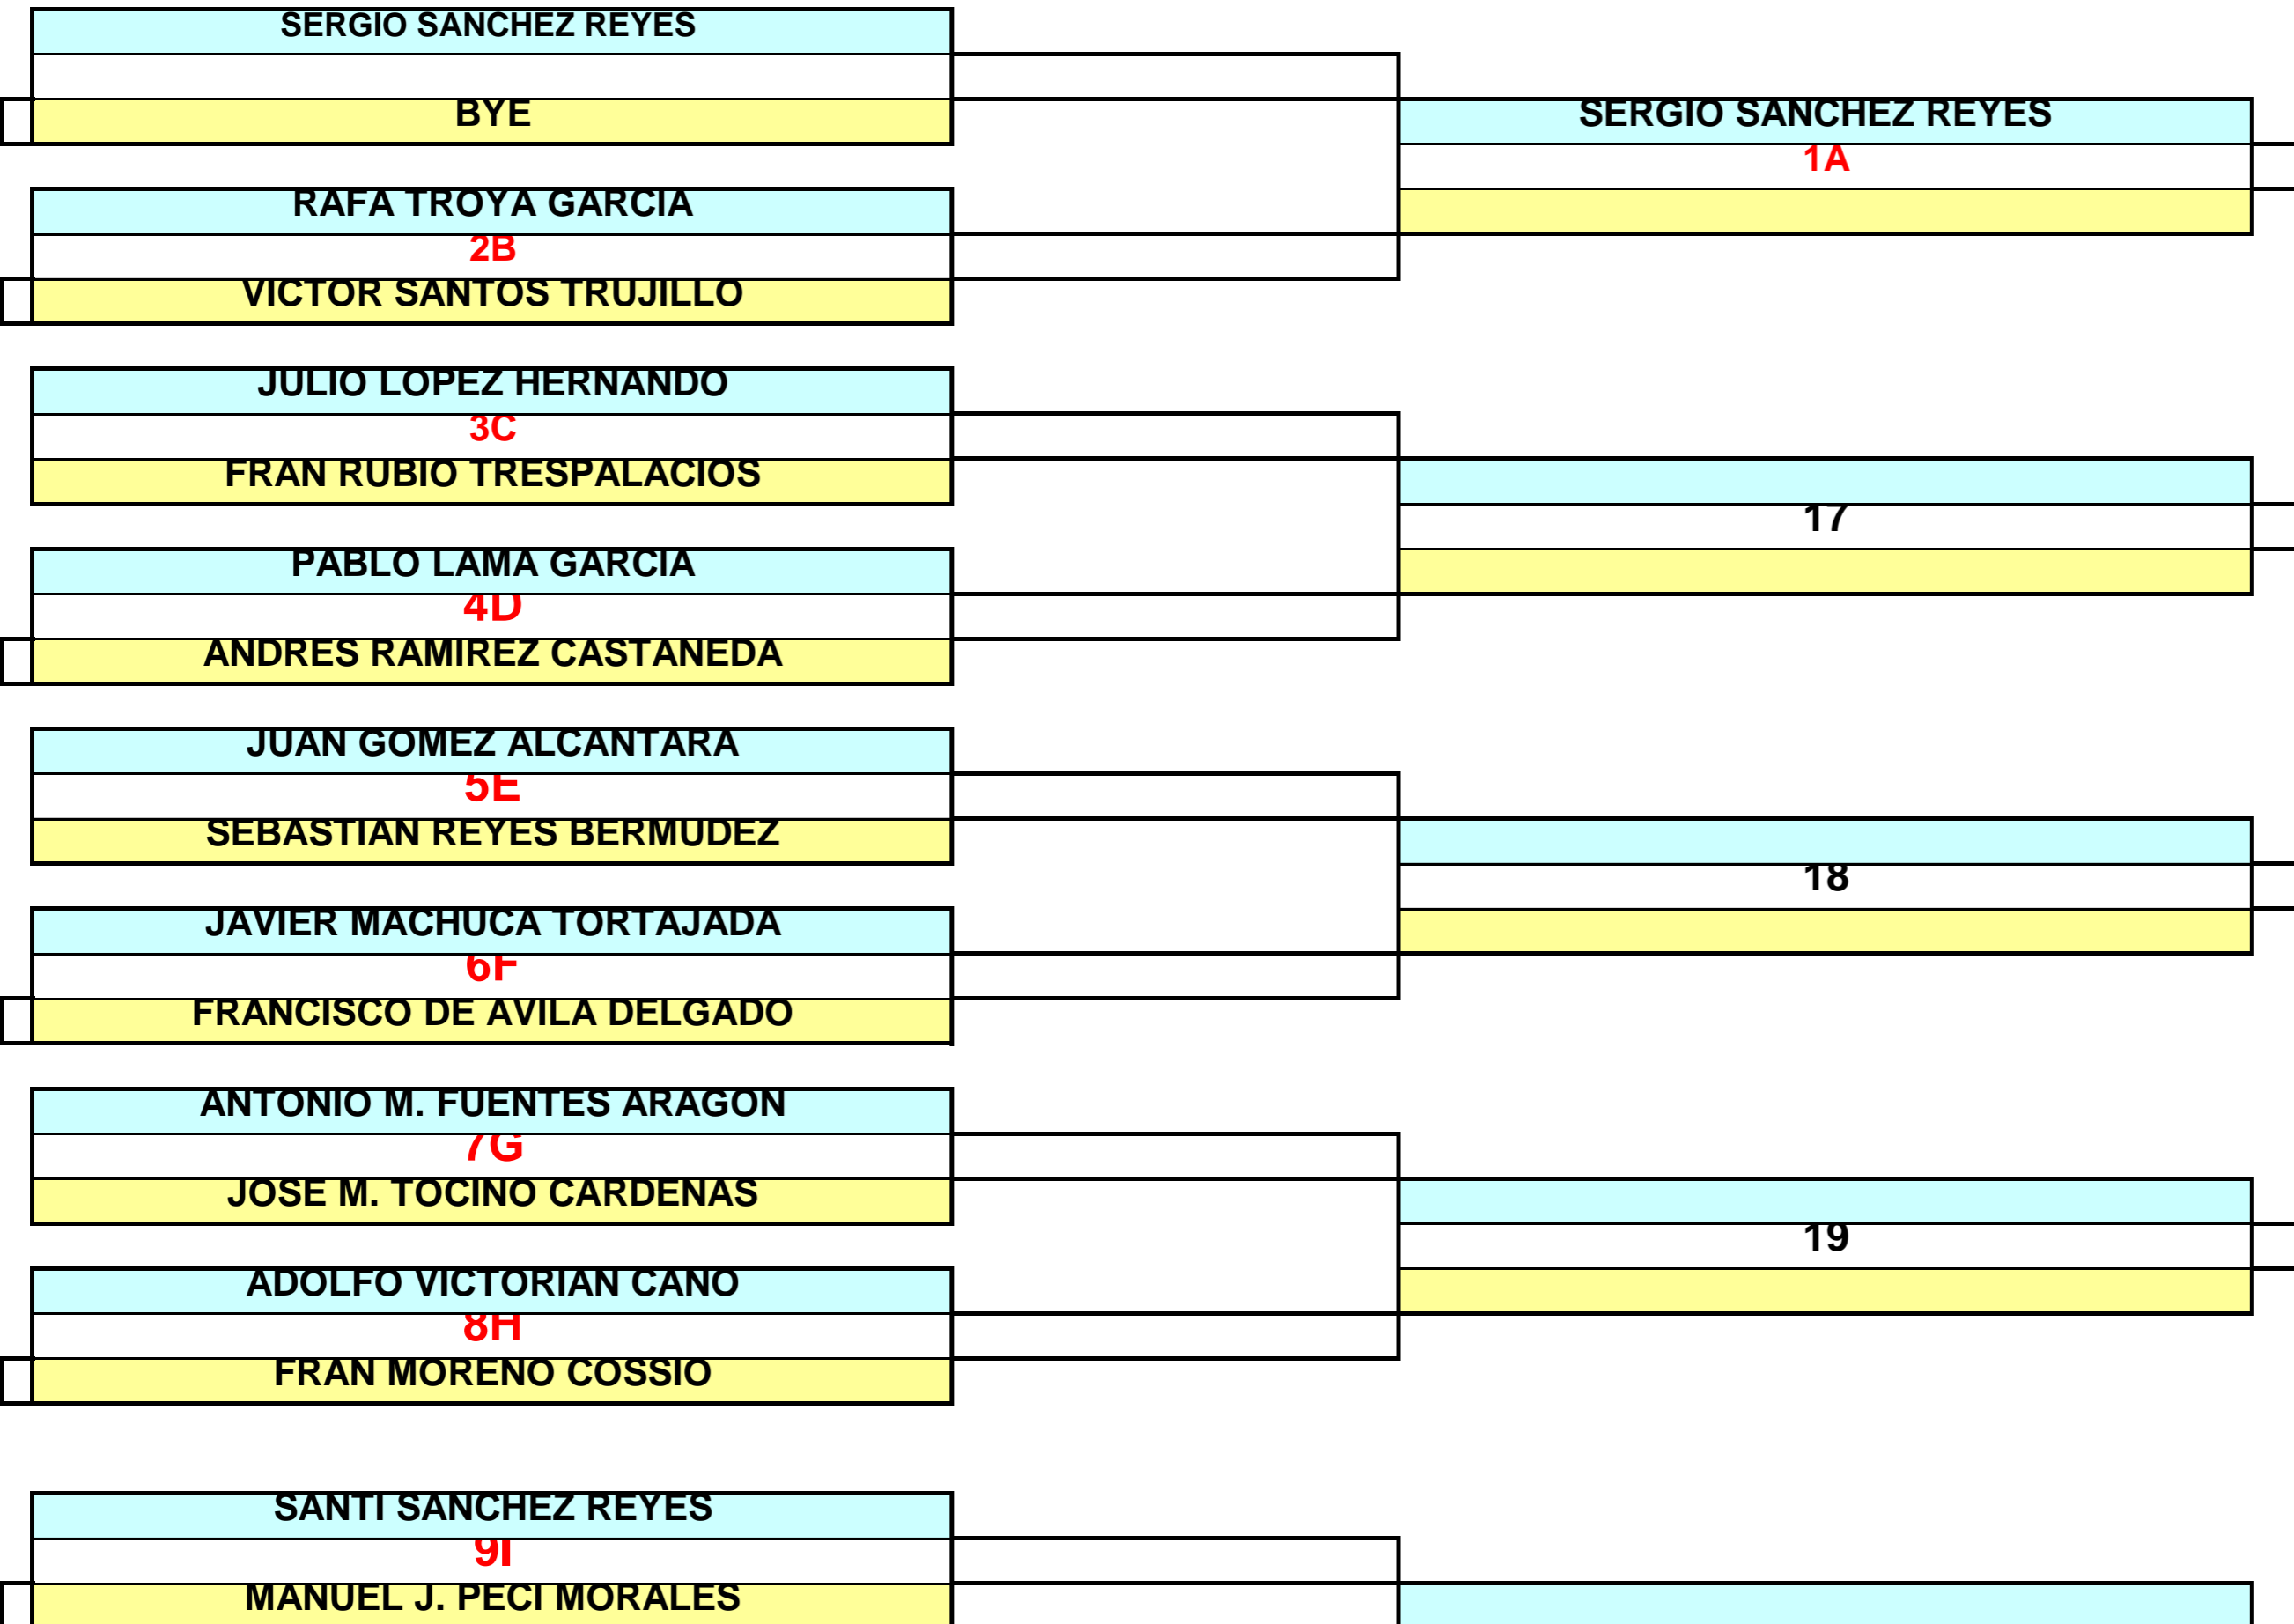 SERGIO SANCHEZ REYES
BYE
SERGIO SANCHEZ REYES
1A
RAFA TROYA GARCIA
2B
VICTOR SANTOS TRUJILLO
JULIO LOPEZ HERNANDO
3C
FRAN RUBIO TRESPALACIOS
17
PABLO LAMA GARCIA
4D
ANDRES RAMIREZ CASTAÑEDA
JUAN GOMEZ ALCANTARA
5E
SEBASTIAN REYES BERMUDEZ
18
JAVIER MACHUCA TORTAJADA
6F
FRANCISCO DE AVILA DELGADO
ANTONIO M. FUENTES ARAGON
7G
JOSE M. TOCINO CARDENAS
19
ADOLFO VICTORIAN CANO
8H
FRAN MORENO COSSIO
SANTI SANCHEZ REYES
9I
MANUEL J. PECI MORALES